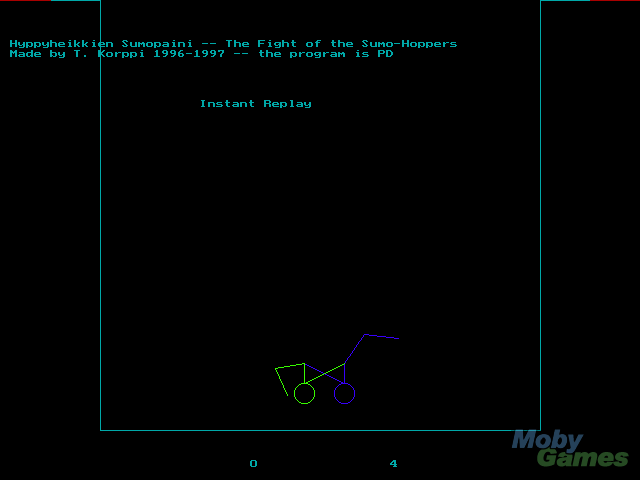 Hyppyheikkien Sumopaini -- The Fight of the Sumo-Hoppers
Made by T. Korppi 1996-1997 -- the program is PD
Instant Replay
0 4
Moby
Games